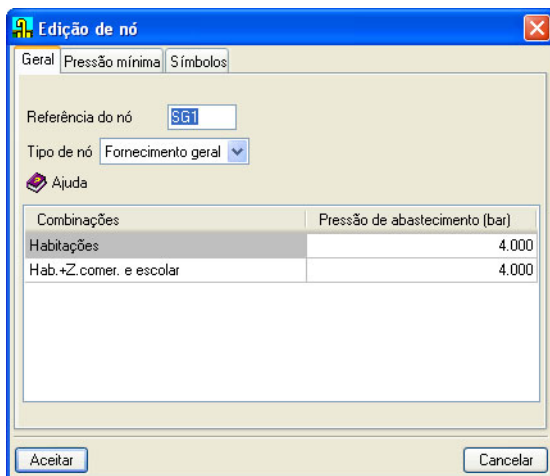 Edição de nó
Geral Pressão mínima Símbolos
Referência do nó SG1
Tipo de nó Fornecimento geral
Ajuda
Combinações Pressão de abastecimento (bar)
Habitações 4.000
Hab.+Z.comer. e escolar 4.000
Aceitar Cancelar